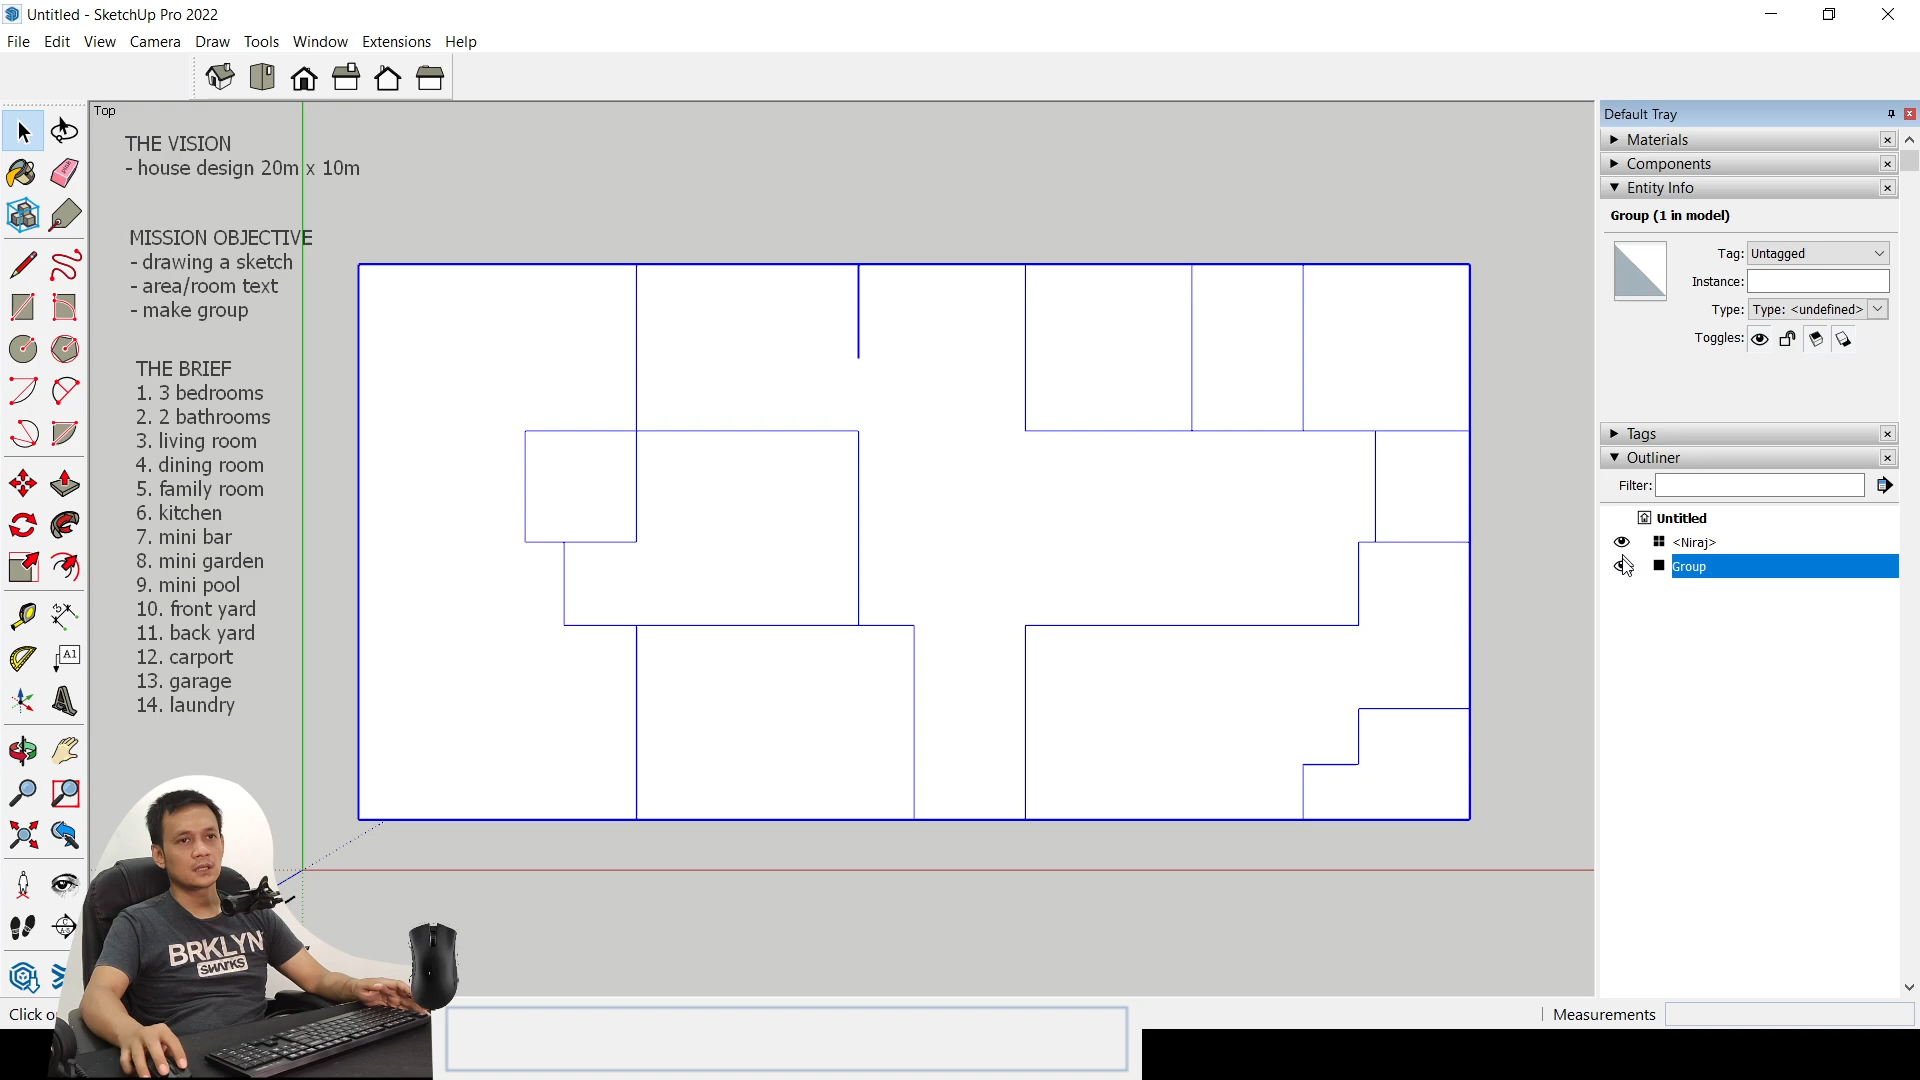 Untitled - SketchUp Pro 2022
File Edit View Camera Draw Tools Window Extensions Help
Top
THE VISION
- house design 20m x 10m
MISSION OBJECTIVE
- drawing a sketch
- area/room text
- make group
THE BRIEF
1. 3 bedrooms
2. 2 bathrooms
3. living room
4. dining room
5. family room
6. kitchen
7. mini bar
8. mini garden
9. mini pool
10. front yard
11. back yard
12. carport
13. garage
14. laundry
Default Tray
Materials
Components
Entity Info
Group (1 in model)
Tag: Untagged
Instance:
Type: Type: <undefined>
Toggles:
Tags
Outliner
Filter:
Untitled
<Niraj>
Group
A1
BRKLYN
SHARKS
Click o
Measurements